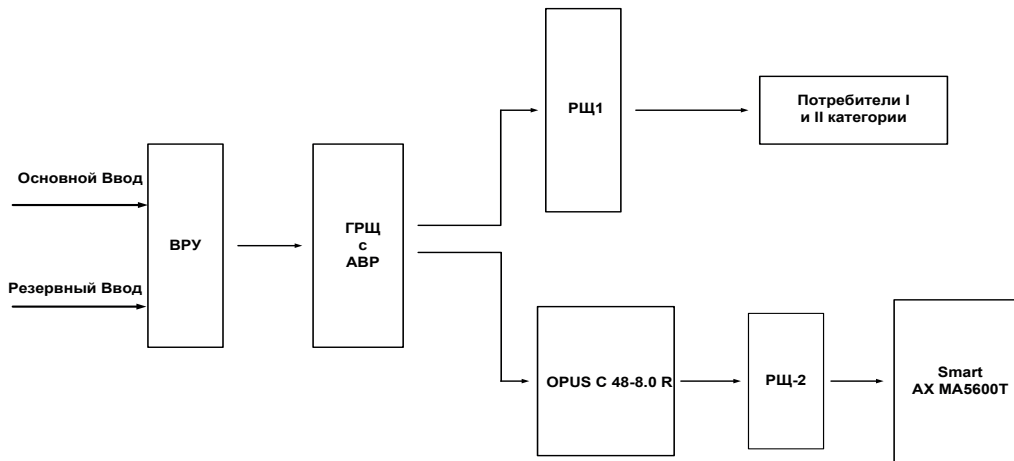 Основной Ввод
Резервный Ввод
ВРУ
ГРЩ
с
АВР
РЩ1
Потребители I
и II категории
OPUS C 48-8.0 R
РЩ-2
Smart
AX MA5600T